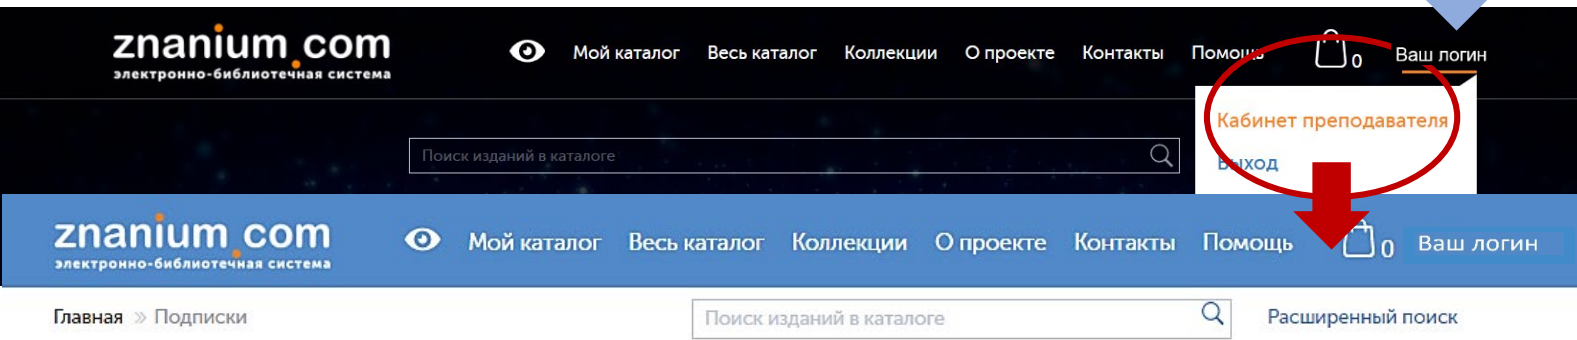 znanium.com
электронно-библиотечная система
Мой каталог Весь каталог Коллекции О проекте Контакты Помощь 0 Ваш логин
Кабинет преподавателя
Поиск изданий в каталоге
Выход
znanium.com
электронно-библиотечная система
Мой каталог Весь каталог Коллекции О проекте Контакты Помощь 0 Ваш логин
Главная » Подписки Поиск изданий в каталоге Расширенный поиск